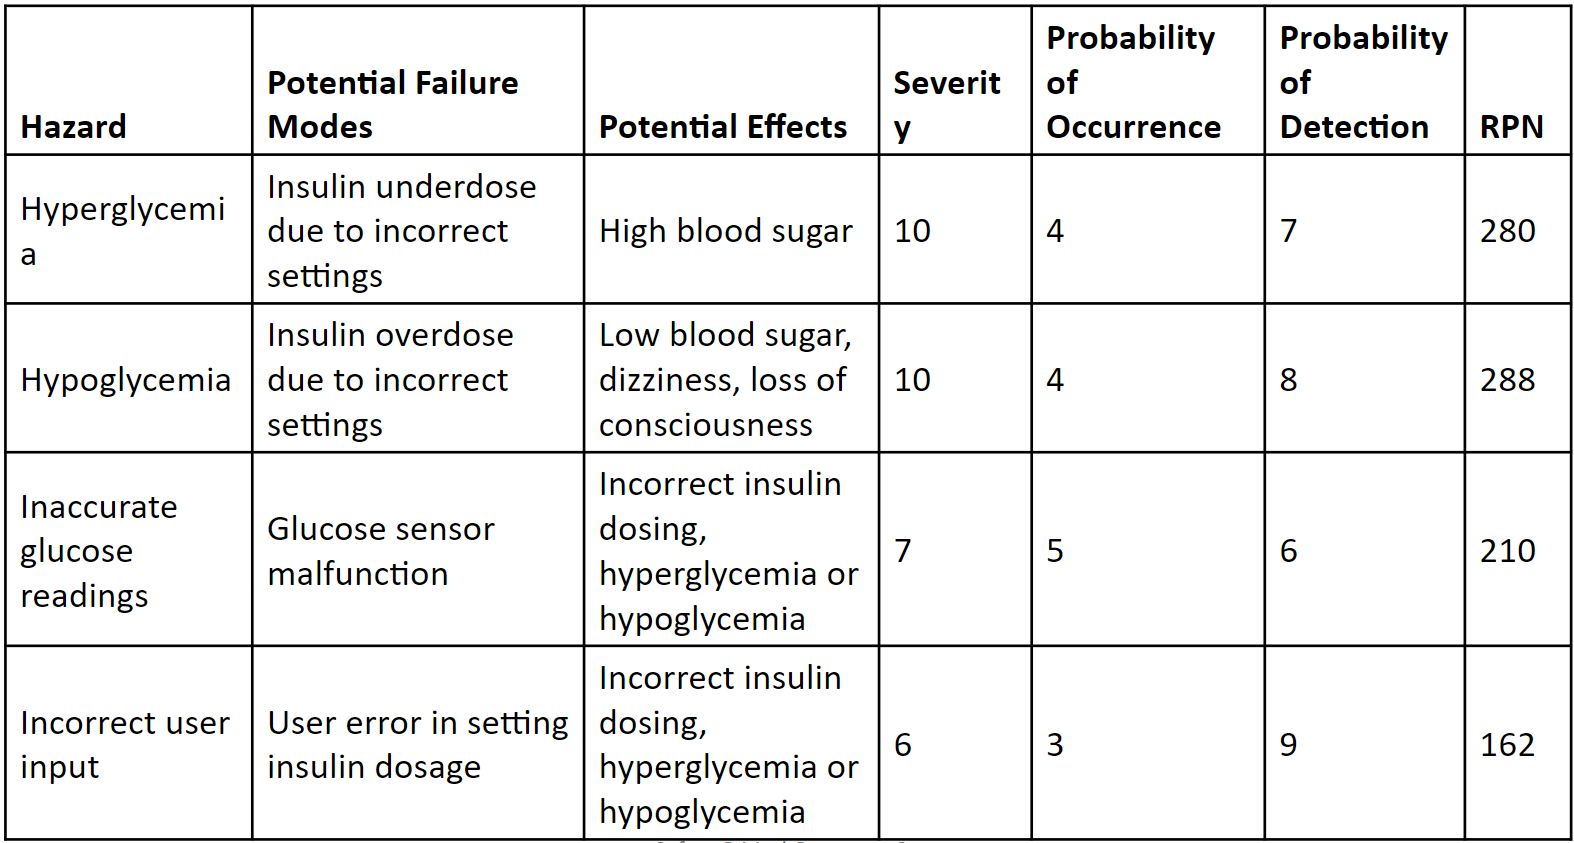 Hazard
Potential Failure
Modes
Potential Effects
Severit
y
Probability
of
Occurrence
Probability
of
Detection
RPN
Hyperglycemi
a
Insulin underdose
due to incorrect
settings
High blood sugar
10
4
7
280
Hypoglycemia
Insulin overdose
due to incorrect
settings
Low blood sugar,
dizziness, loss of
consciousness
10
4
8
288
Inaccurate
glucose
readings
Glucose sensor
malfunction
Incorrect insulin
dosing,
hyperglycemia or
hypoglycemia
7
5
6
210
Incorrect user
input
User error in setting
insulin dosage
Incorrect insulin
dosing,
hyperglycemia or
hypoglycemia
6
3
9
162